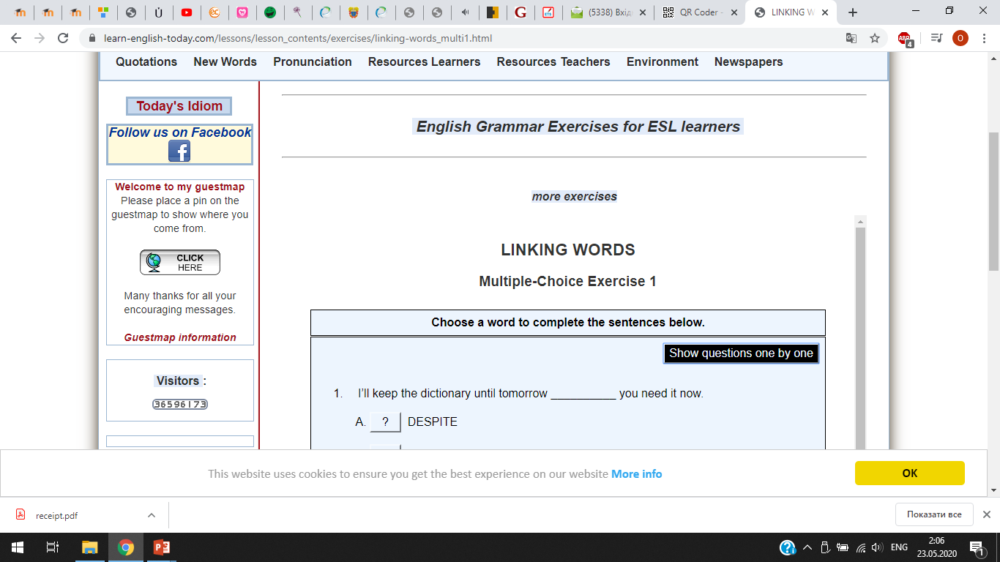 (5338) Вхід
QR Coder -
LINKING W
learn-english-today.com/lessons/lesson_contents/exercises/linking-words_multi1.html
ABP
4
O
Quotations New Words Pronunciation Resources Learners Resources Teachers Environment Newspapers
Today's Idiom
Follow us on Facebook
f
Welcome to my guestmap
Please place a pin on the
guestmap to show where you
come from.
CLICK
HERE
Many thanks for all your
encouraging messages.
Guestmap information
Visitors :
36596173
English Grammar Exercises for ESL learners
more exercises
LINKING WORDS
Multiple-Choice Exercise 1
Choose a word to complete the sentences below.
Show questions one by one
1. I'll keep the dictionary until tomorrow __________ you need it now.
A. ? DESPITE
This website uses cookies to ensure you get the best experience on our website More info
OK
receipt.pdf
Показати все
ENG
2:06
23.05.2020
1